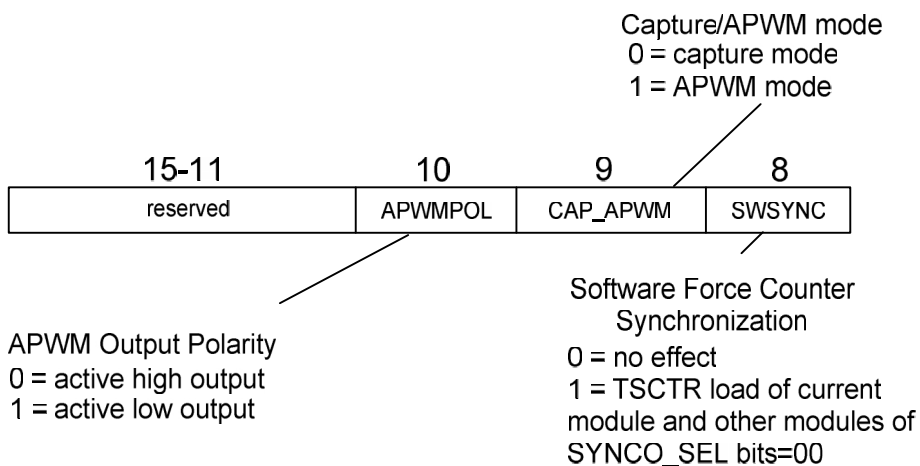 Capture/APWM mode
0 = capture mode
1 = APWM mode
15-11 10 9 8
reserved APWMPOL CAP_APWM SWSYNC
APWM Output Polarity
0 = active high output
1 = active low output
Software Force Counter
Synchronization
0 = no effect
1 = TSCTR load of current
module and other modules of
SYNCO_SEL bits=00